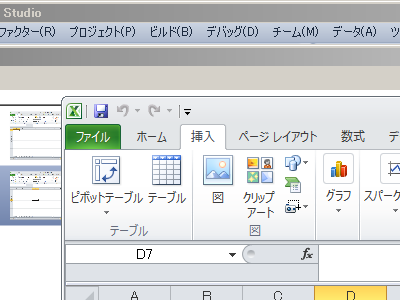 Studio
ファクター(R) プロジェクト(P) ビルド(B) デバッグ(D) チーム(M) データ(A) ツ
ファイル ホーム 挿入 ページ レイアウト 数式 デ
ピボットテーブル テーブル 図 クリップ アート グラフ スパーク
テーブル 図
D7 fx
A B C D